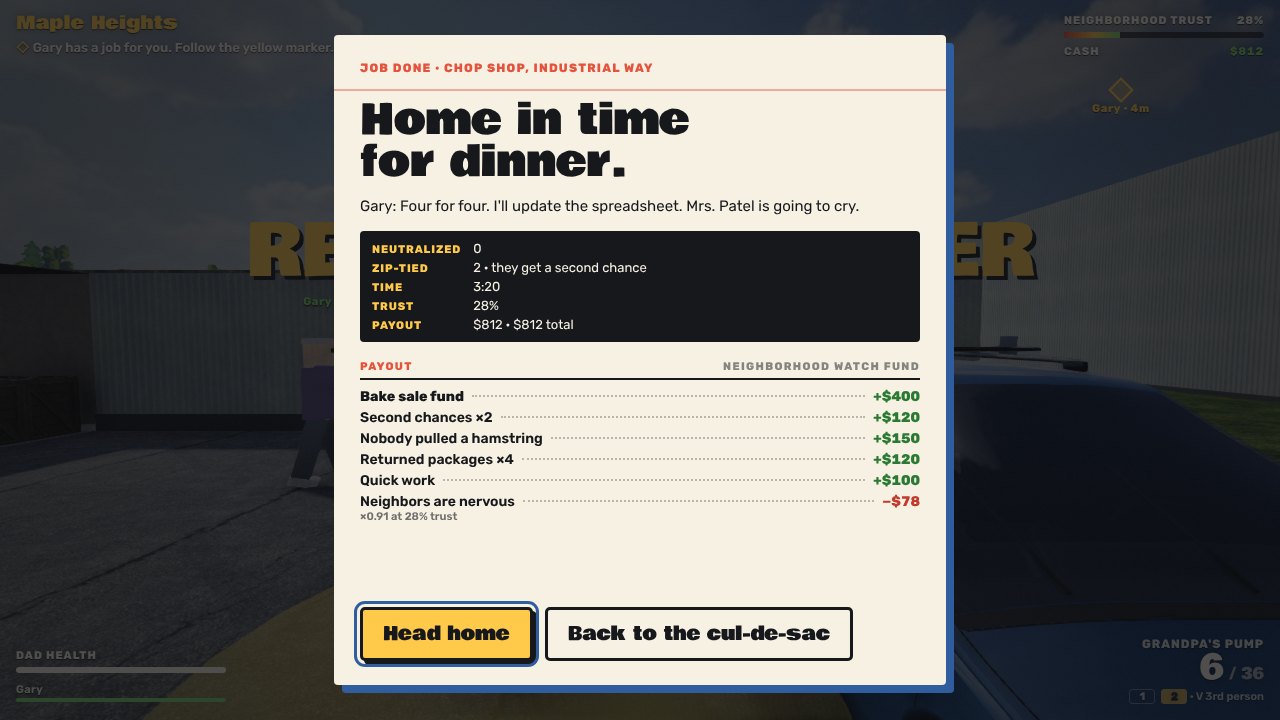 Maple Heights
Gary has a job for you. Follow the yellow marker.
NEIGHBORHOOD TRUST 28%
CASH $812
Gary · 4m
JOB DONE · CHOP SHOP, INDUSTRIAL WAY
Home in time
for dinner.
Gary: Four for four. I'll update the spreadsheet. Mrs. Patel is going to cry.
NEUTRALIZED 0
ZIP-TIED 2 · they get a second chance
TIME 3:20
TRUST 28%
PAYOUT $812 · $812 total
PAYOUT NEIGHBORHOOD WATCH FUND
Bake sale fund +$400
Second chances ×2 +$120
Nobody pulled a hamstring +$150
Returned packages ×4 +$120
Quick work +$100
Neighbors are nervous −$78
×0.91 at 28% trust
Head home
Back to the cul-de-sac
Gary
DAD HEALTH
Gary
GRANDPA'S PUMP
6 / 36
1 2 · V 3rd person